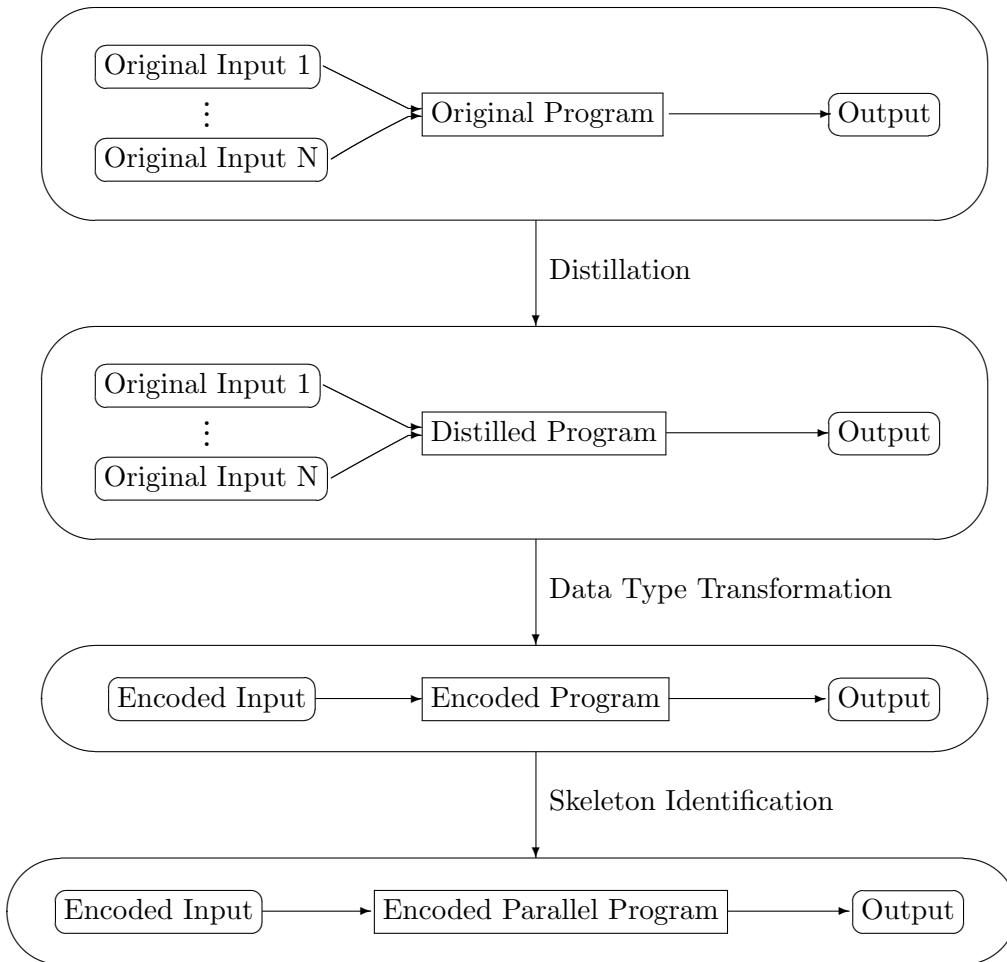 Original Input 1
⋮
Original Input N
Original Program
Output
Distillation
Original Input 1
⋮
Original Input N
Distilled Program
Output
Data Type Transformation
Encoded Input
Encoded Program
Output
Skeleton Identification
Encoded Input
Encoded Parallel Program
Output